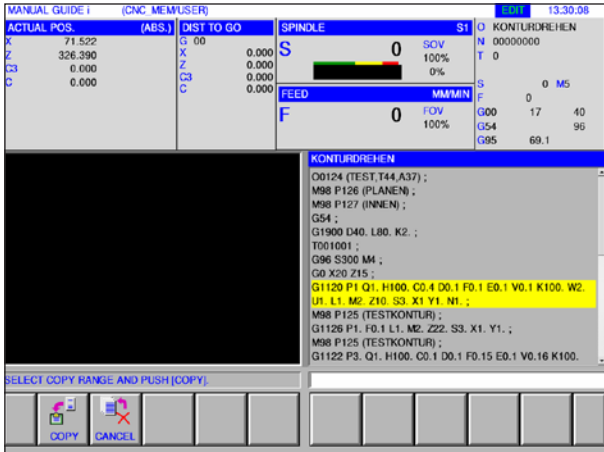 MANUAL GUIDE i (CNC_MEM/USER) EDIT 13:30:08
ACTUAL POS. (ABS.)
X 71.522
Z 326.390
C3 0.000
C 0.000
DIST TO GO
G 00
X 0.000
Z 0.000
C3 0.000
C 0.000
SPINDLE S1
S 0 SOV
100%
0%
FEED MM/MIN
F 0 FOV
100%
O KONTURDREHEN
N 00000000
T 0
S 0 M5
F 0
G00 17 40
G54 96
G95 69.1
KONTURDREHEN
O0124 (TEST,T44,A37) ;
M98 P126 (PLANEN) ;
M98 P127 (INNEN) ;
G54 ;
G1900 D40. L80. K2. ;
T001001 ;
G96 S300 M4 ;
G0 X20 Z15 ;
G1120 P1 Q1. H100. C0.4 D0.1 F0.1 E0.1 V0.1 K100. W2.
U1. L1. M2. Z10. S3. X1 Y1. N1. ;
M98 P125 (TESTKONTUR) ;
G1126 P1. F0.1 L1. M2. Z22. S3. X1. Y1. ;
M98 P125 (TESTKONTUR) ;
G1122 P3. Q1. H100. C0.1 D0.1 F0.15 E0.1 V0.16 K100.
SELECT COPY RANGE AND PUSH [COPY].
COPY CANCEL